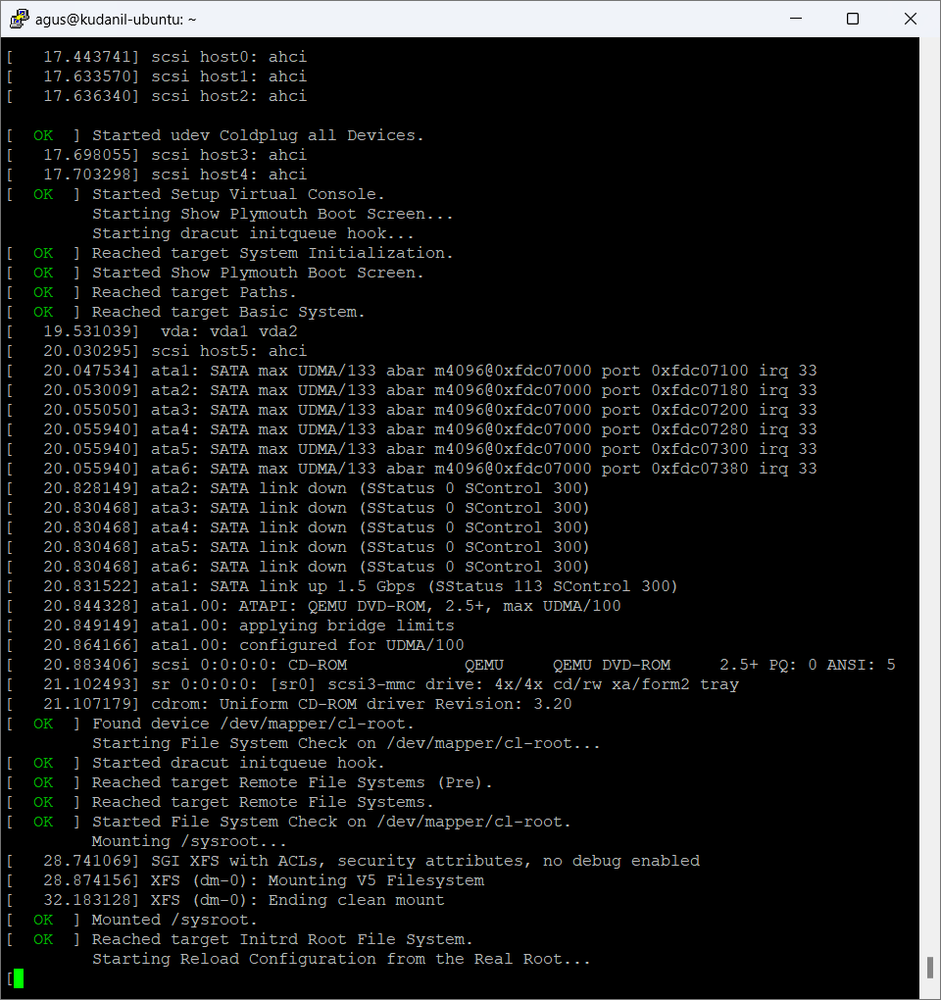 agus@kudanil-ubuntu: ~
[   17.443741] scsi host0: ahci
[   17.633570] scsi host1: ahci
[   17.636340] scsi host2: ahci
[  OK  ] Started udev Coldplug all Devices.
[   17.698055] scsi host3: ahci
[   17.703298] scsi host4: ahci
[  OK  ] Started Setup Virtual Console.
         Starting Show Plymouth Boot Screen...
         Starting dracut initqueue hook...
[  OK  ] Reached target System Initialization.
[  OK  ] Started Show Plymouth Boot Screen.
[  OK  ] Reached target Paths.
[  OK  ] Reached target Basic System.
[   19.531039]  vda: vda1 vda2
[   20.030295] scsi host5: ahci
[   20.047534] ata1: SATA max UDMA/133 abar m4096@0xfdc07000 port 0xfdc07100 irq 33
[   20.053009] ata2: SATA max UDMA/133 abar m4096@0xfdc07000 port 0xfdc07180 irq 33
[   20.055050] ata3: SATA max UDMA/133 abar m4096@0xfdc07000 port 0xfdc07200 irq 33
[   20.055940] ata4: SATA max UDMA/133 abar m4096@0xfdc07000 port 0xfdc07280 irq 33
[   20.055940] ata5: SATA max UDMA/133 abar m4096@0xfdc07000 port 0xfdc07300 irq 33
[   20.055940] ata6: SATA max UDMA/133 abar m4096@0xfdc07000 port 0xfdc07380 irq 33
[   20.828149] ata2: SATA link down (SStatus 0 SControl 300)
[   20.830468] ata3: SATA link down (SStatus 0 SControl 300)
[   20.830468] ata4: SATA link down (SStatus 0 SControl 300)
[   20.830468] ata5: SATA link down (SStatus 0 SControl 300)
[   20.830468] ata6: SATA link down (SStatus 0 SControl 300)
[   20.831522] ata1: SATA link up 1.5 Gbps (SStatus 113 SControl 300)
[   20.844328] ata1.00: ATAPI: QEMU DVD-ROM, 2.5+, max UDMA/100
[   20.849149] ata1.00: applying bridge limits
[   20.864166] ata1.00: configured for UDMA/100
[   20.883406] scsi 0:0:0:0: CD-ROM            QEMU     QEMU DVD-ROM     2.5+ PQ: 0 ANSI: 5
[   21.102493] sr 0:0:0:0: [sr0] scsi3-mmc drive: 4x/4x cd/rw xa/form2 tray
[   21.107179] cdrom: Uniform CD-ROM driver Revision: 3.20
[  OK  ] Found device /dev/mapper/cl-root.
         Starting File System Check on /dev/mapper/cl-root...
[  OK  ] Started dracut initqueue hook.
[  OK  ] Reached target Remote File Systems (Pre).
[  OK  ] Reached target Remote File Systems.
[  OK  ] Started File System Check on /dev/mapper/cl-root.
         Mounting /sysroot...
[   28.741069] SGI XFS with ACLs, security attributes, no debug enabled
[   28.874156] XFS (dm-0): Mounting V5 Filesystem
[   32.183128] XFS (dm-0): Ending clean mount
[  OK  ] Mounted /sysroot.
[  OK  ] Reached target Initrd Root File System.
         Starting Reload Configuration from the Real Root...
[